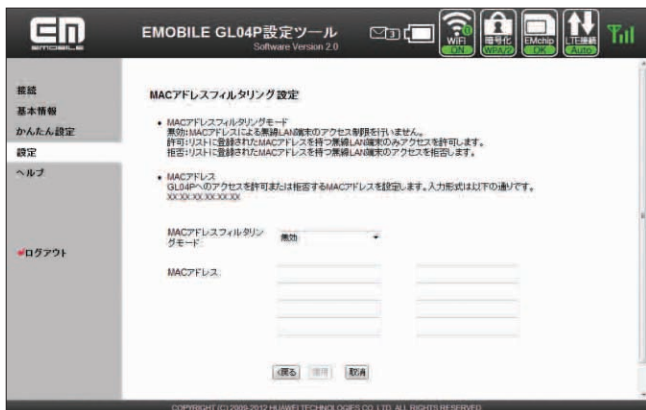 EM
EMOBILE
EMOBILE GL04P設定ツール
Software Version 2.0
3
WiFi
ON
暗号化
WPA/2
EMchip
OK
LTE接続
Auto
接続
基本情報
かんたん設定
設定
ヘルプ
ログアウト
MACアドレスフィルタリング設定
• MACアドレスフィルタリングモード
無効:MACアドレスによる無線LAN端末のアクセス制限を行いません。
許可:リストに登録されたMACアドレスを持つ無線LAN端末のみアクセスを許可します。
拒否:リストに登録されたMACアドレスを持つ無線LAN端末のアクセスを拒否します。
• MACアドレス
GL04Pへのアクセスを許可または拒否するMACアドレスを設定します。入力形式は以下の通りです。
XX:XX:XX:XX:XX:XX
MACアドレスフィルタリン
グモード:
無効
MACアドレス:
<戻る
適用
取消
COPYRIGHT (C) 2009-2012 HUAWEI TECHNOLOGIES CO. LTD. ALL RIGHTS RESERVED.